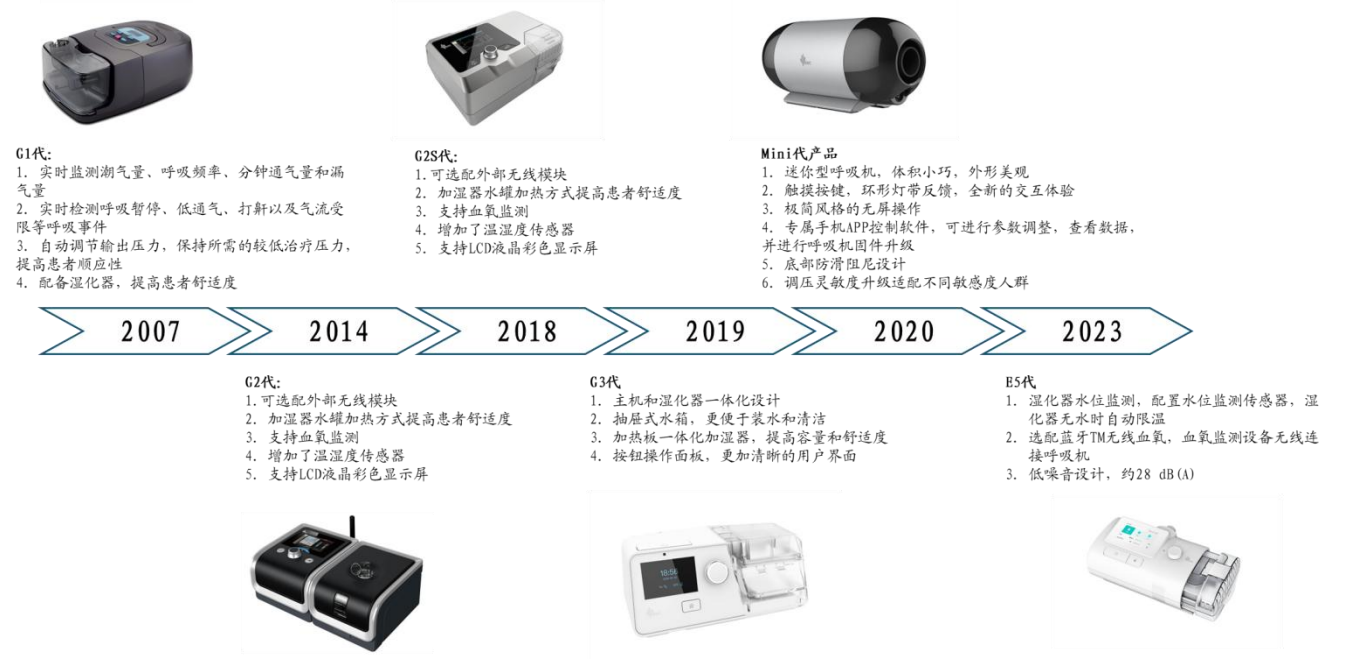 G1代:
1. 实时监测潮气量、呼吸频率、分钟通气量和漏
气量
2. 实时检测呼吸暂停、低通气、打鼾以及气流受
限等呼吸事件
3. 自动调节输出压力，保持所需的较低治疗压力，
提高患者顺应性
4. 配备湿化器，提高患者舒适度
G2S代:
1.可选配外部无线模块
2. 加湿器水罐加热方式提高患者舒适度
3. 支持血氧监测
4. 增加了温湿度传感器
5. 支持LCD液晶彩色显示屏
Mini代产品
1. 迷你型呼吸机，体积小巧，外形美观
2. 触摸按键，环形灯带反馈，全新的交互体验
3. 极简风格的无屏操作
4. 专属手机APP控制软件，可进行参数调整，查看数据，
并进行呼吸机固件升级
5. 底部防滑阻尼设计
6. 调压灵敏度升级适配不同敏感度人群
2007
2014
2018
2019
2020
2023
G2代:
1.可选配外部无线模块
2. 加湿器水罐加热方式提高患者舒适度
3. 支持血氧监测
4. 增加了温湿度传感器
5. 支持LCD液晶彩色显示屏
G3代
1. 主机和湿化器一体化设计
2. 抽屉式水箱，更便于装水和清洁
3. 加热板一体化加湿器，提高容量和舒适度
4. 按钮操作面板，更加清晰的用户界面
E5代
1. 湿化器水位监测，配置水位监测传感器，湿
化器无水时自动限温
2. 选配蓝牙TM无线血氧，血氧监测设备无线连
接呼吸机
3. 低噪音设计，约28 dB(A)
18:56